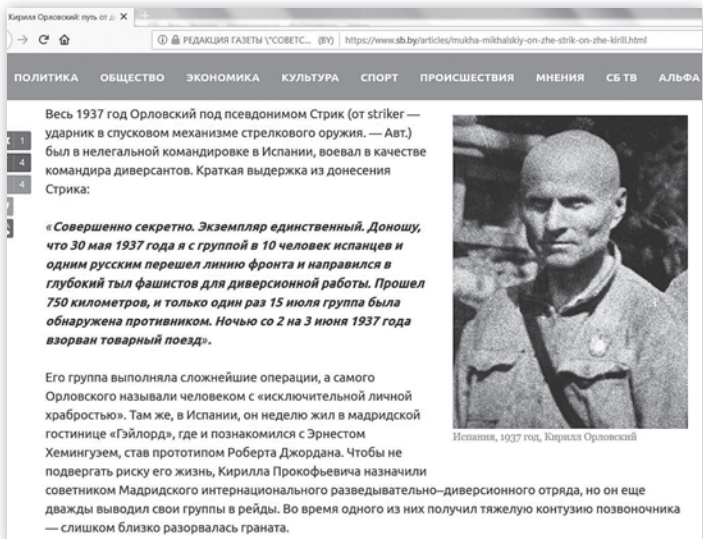 Кирилл Орловский: путь от д
РЕДАКЦИЯ ГАЗЕТЫ \"СОВЕТС... (BY)
https://www.sb.by/articles/mukha-mikhalskiy-on-zhe-strik-on-zhe-kirill.html
ПОЛИТИКА ОБЩЕСТВО ЭКОНОМИКА КУЛЬТУРА СПОРТ ПРОИСШЕСТВИЯ МНЕНИЯ СБ ТВ АЛЬФА
1
4
4
Весь 1937 год Орловский под псевдонимом Стрик (от striker —
ударник в спусковом механизме стрелкового оружия. — Авт.)
был в нелегальной командировке в Испании, воевал в качестве
командира диверсантов. Краткая выдержка из донесения
Стрика:
«Совершенно секретно. Экземпляр единственный. Доношу,
что 30 мая 1937 года я с группой в 10 человек испанцев и
одним русским перешел линию фронта и направился в
глубокий тыл фашистов для диверсионной работы. Прошел
750 километров, и только один раз 15 июля группа была
обнаружена противником. Ночью со 2 на 3 июня 1937 года
взорван товарный поезд».
Его группа выполняла сложнейшие операции, а самого
Орловского называли человеком с «исключительной личной
храбростью». Там же, в Испании, он неделю жил в мадридской
гостинице «Гэйлорд», где и познакомился с Эрнестом
Хемингуэем, став прототипом Роберта Джордана. Чтобы не
подвергать риску его жизнь, Кирилла Прокофьевича назначили
советником Мадридского интернационального разведывательно–диверсионного отряда, но он еще
дважды выводил свои группы в рейды. Во время одного из них получил тяжелую контузию позвоночника
— слишком близко разорвалась граната.
Испания, 1937 год, Кирилл Орловский